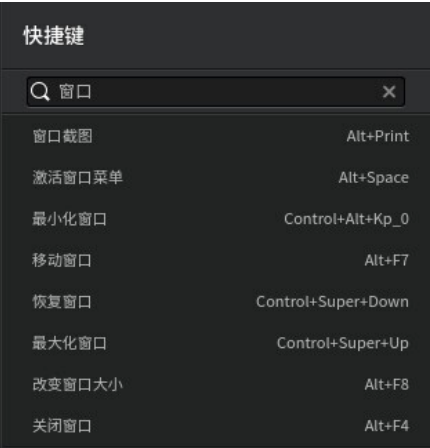 快捷键
窗口
窗口截图 Alt+Print
激活窗口菜单 Alt+Space
最小化窗口 Control+Alt+Kp_0
移动窗口 Alt+F7
恢复窗口 Control+Super+Down
最大化窗口 Control+Super+Up
改变窗口大小 Alt+F8
关闭窗口 Alt+F4